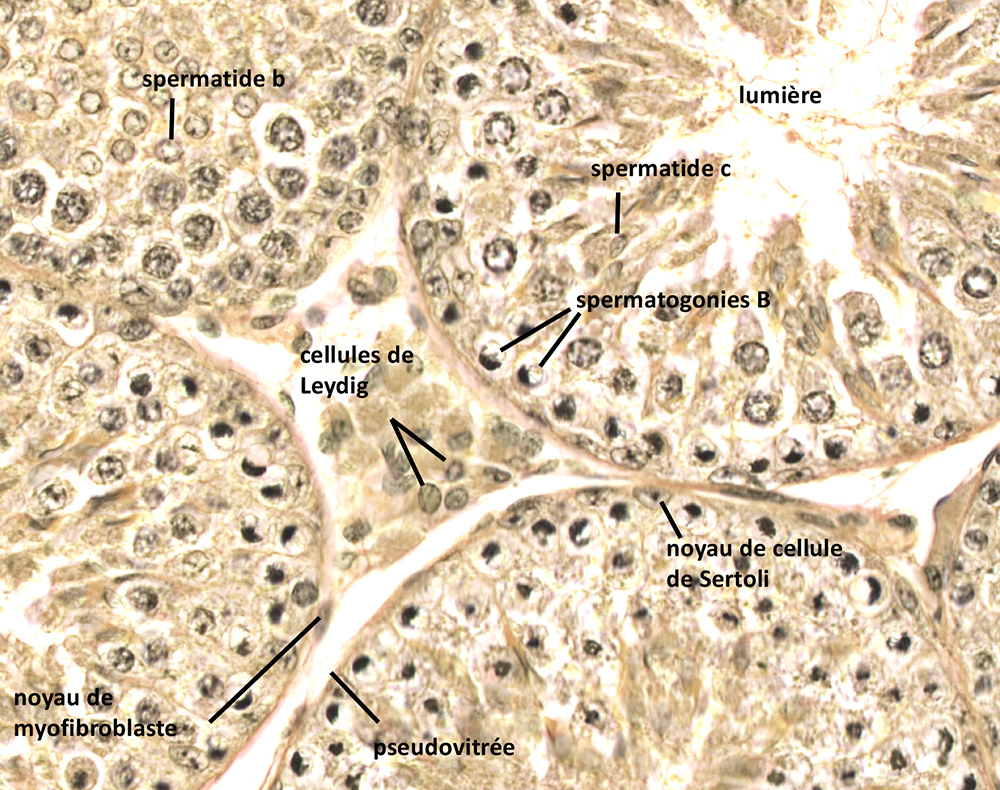 spermatide b
lumière
spermatide c
spermatogonies B
cellules de
Leydig
noyau de cellule
de Sertoli
noyau de
myofibroblaste
pseudovitrée